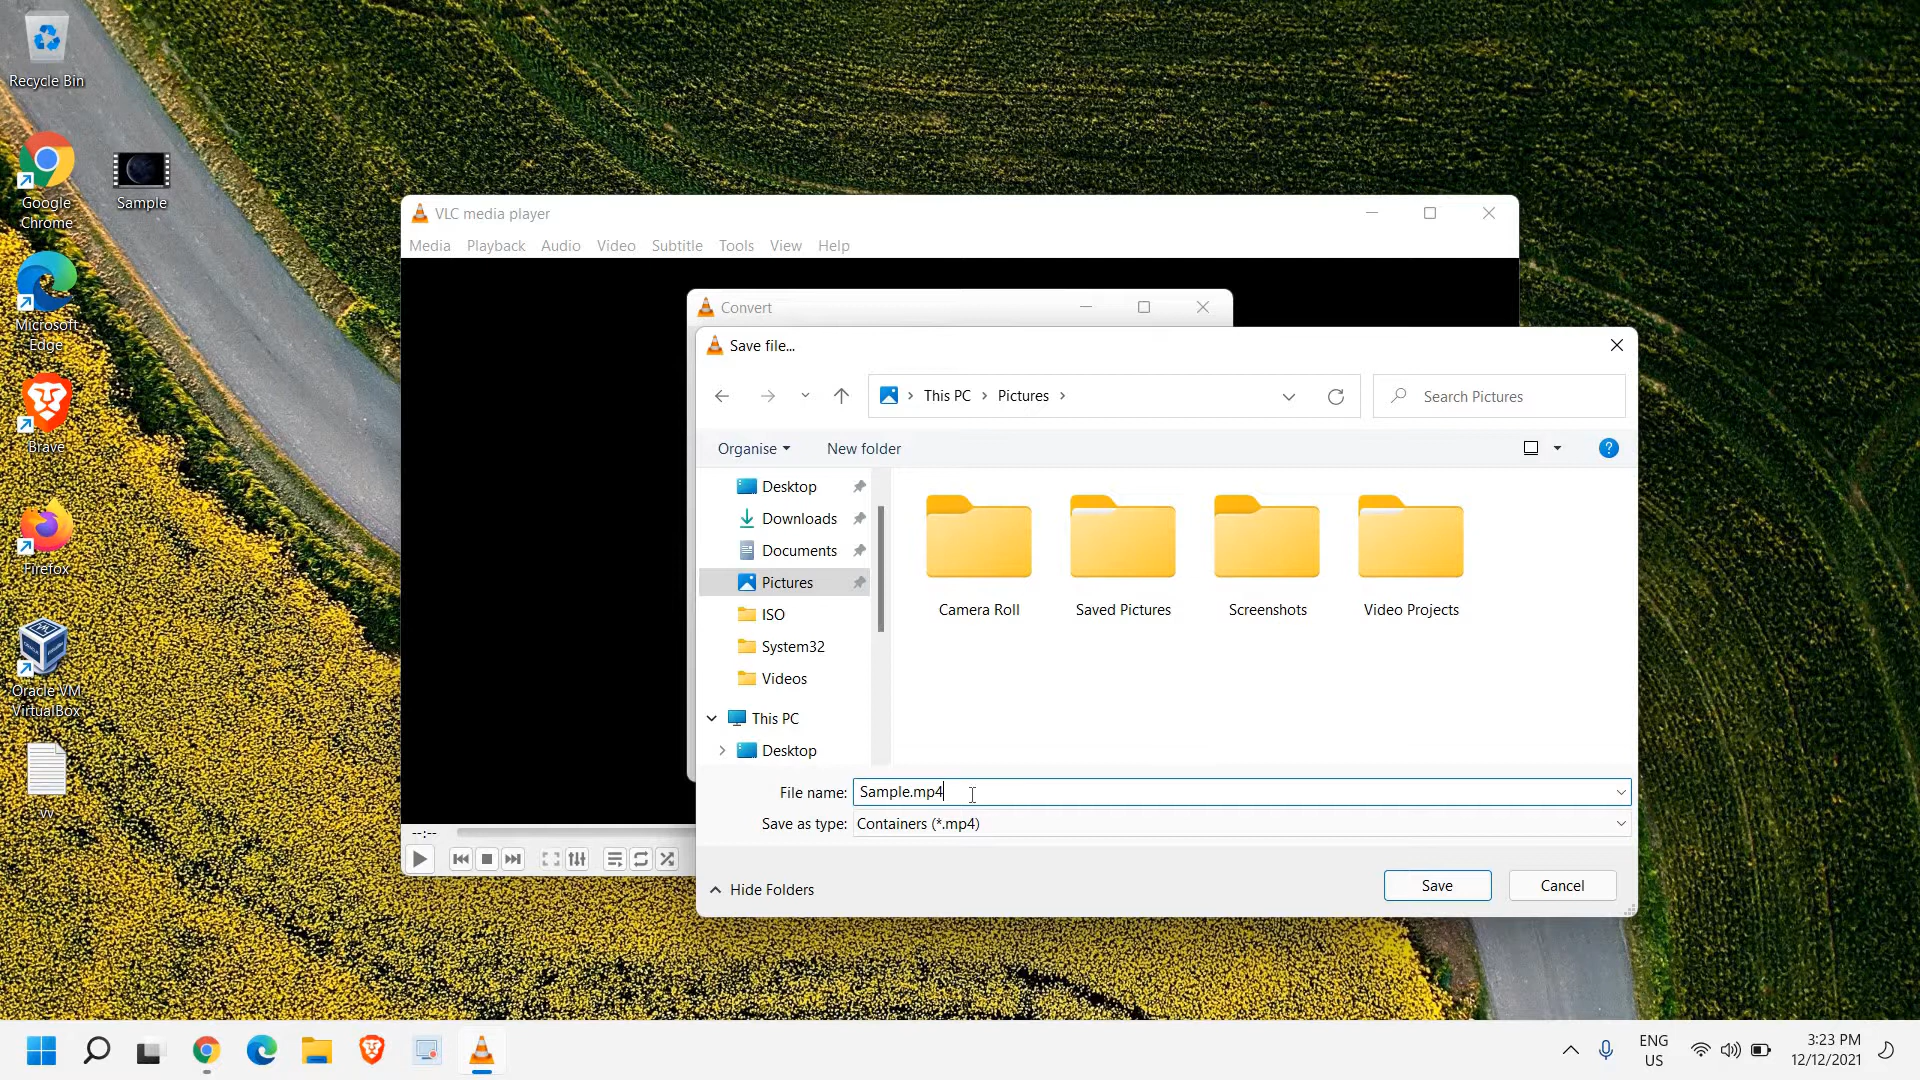 Recycle Bin
Google
Chrome
Sample
Microsoft
Edge
Brave
Firefox
Oracle VM
VirtualBox
vv
VLC media player
Media Playback Audio Video Subtitle Tools View Help
Convert
Save file...
This PC Pictures
Search Pictures
Organise New folder
Desktop
Downloads
Documents
Pictures
ISO
System32
Videos
This PC
Desktop
Camera Roll
Saved Pictures
Screenshots
Video Projects
File name: Sample.mp4
Save as type: Containers (*.mp4)
--:--
Hide Folders
Save
Cancel
ENG
US
3:23 PM
12/12/2021